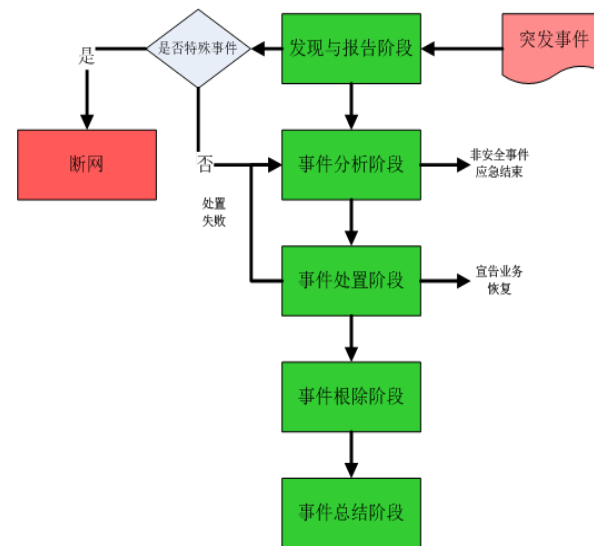 是否特殊事件
发现与报告阶段
突发事件
是
断网
否
事件分析阶段
非安全事件
应急结束
处置
失败
事件处置阶段
宣告业务
恢复
事件根除阶段
事件总结阶段